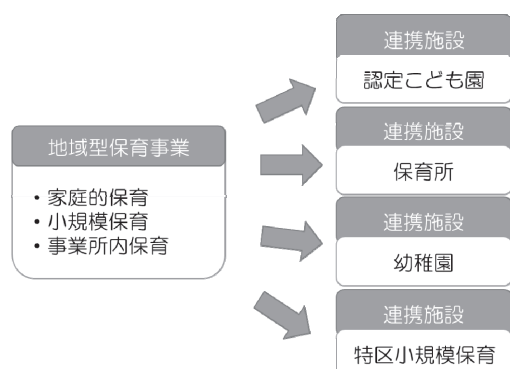 地域型保育事業
・家庭的保育
・小規模保育
・事業所内保育
連携施設
認定こども園
連携施設
保育所
連携施設
幼稚園
連携施設
特区小規模保育